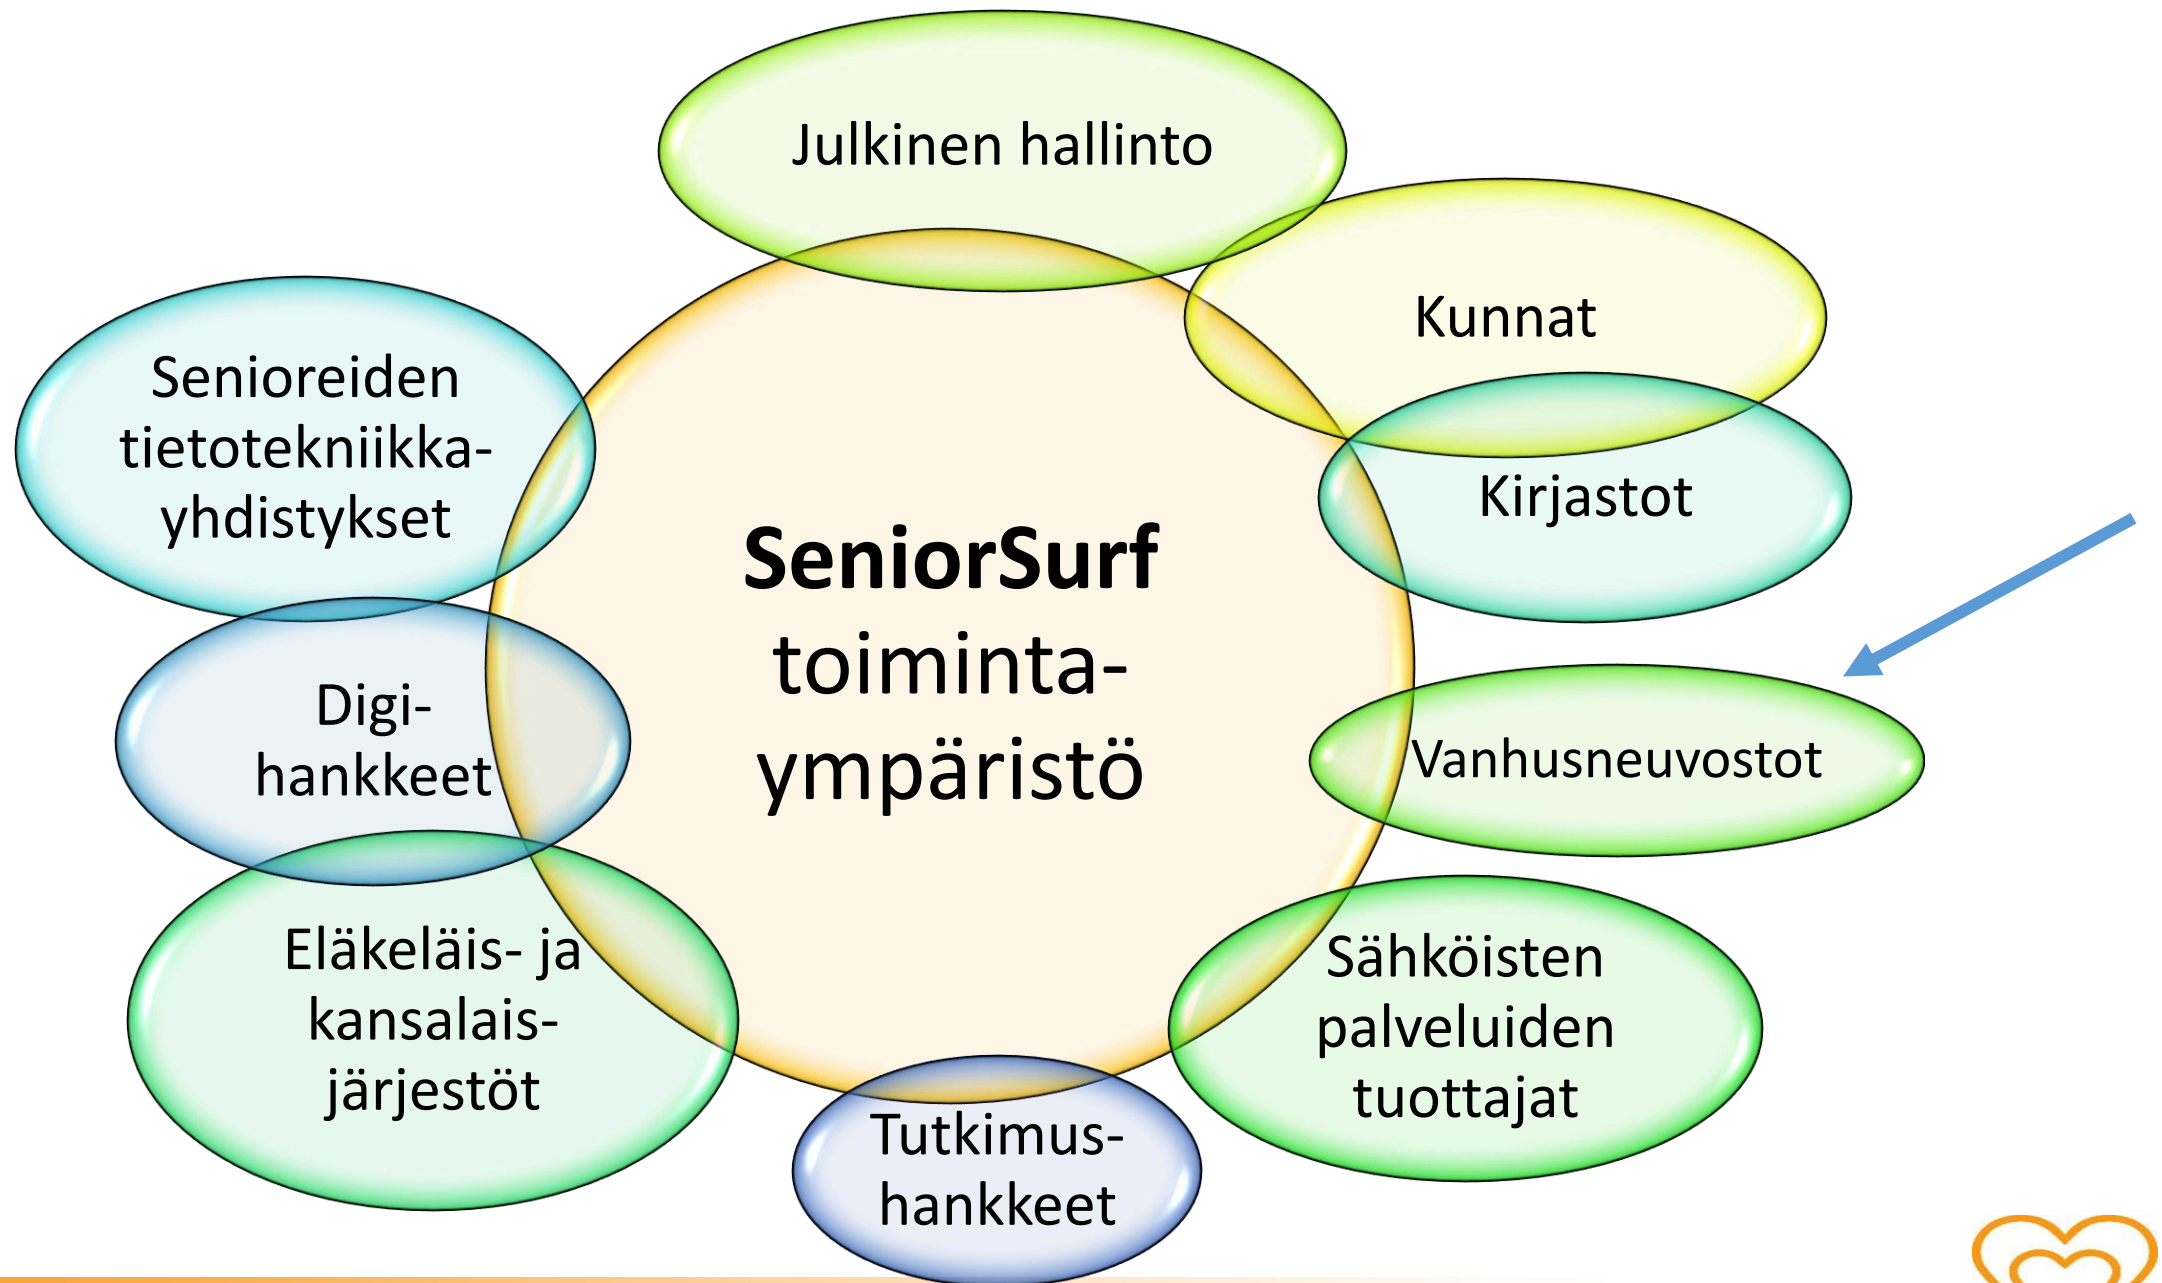 Julkinen hallinto
Kunnat
Kirjastot
Vanhusneuvostot
Sähköisten
palveluiden
tuottajat
Tutkimus-
hankkeet
Eläkeläis- ja
kansalais-
järjestöt
Digi-
hankkeet
Senioreiden
tietotekniikka-
yhdistykset
SeniorSurf
toiminta-
ympäristö